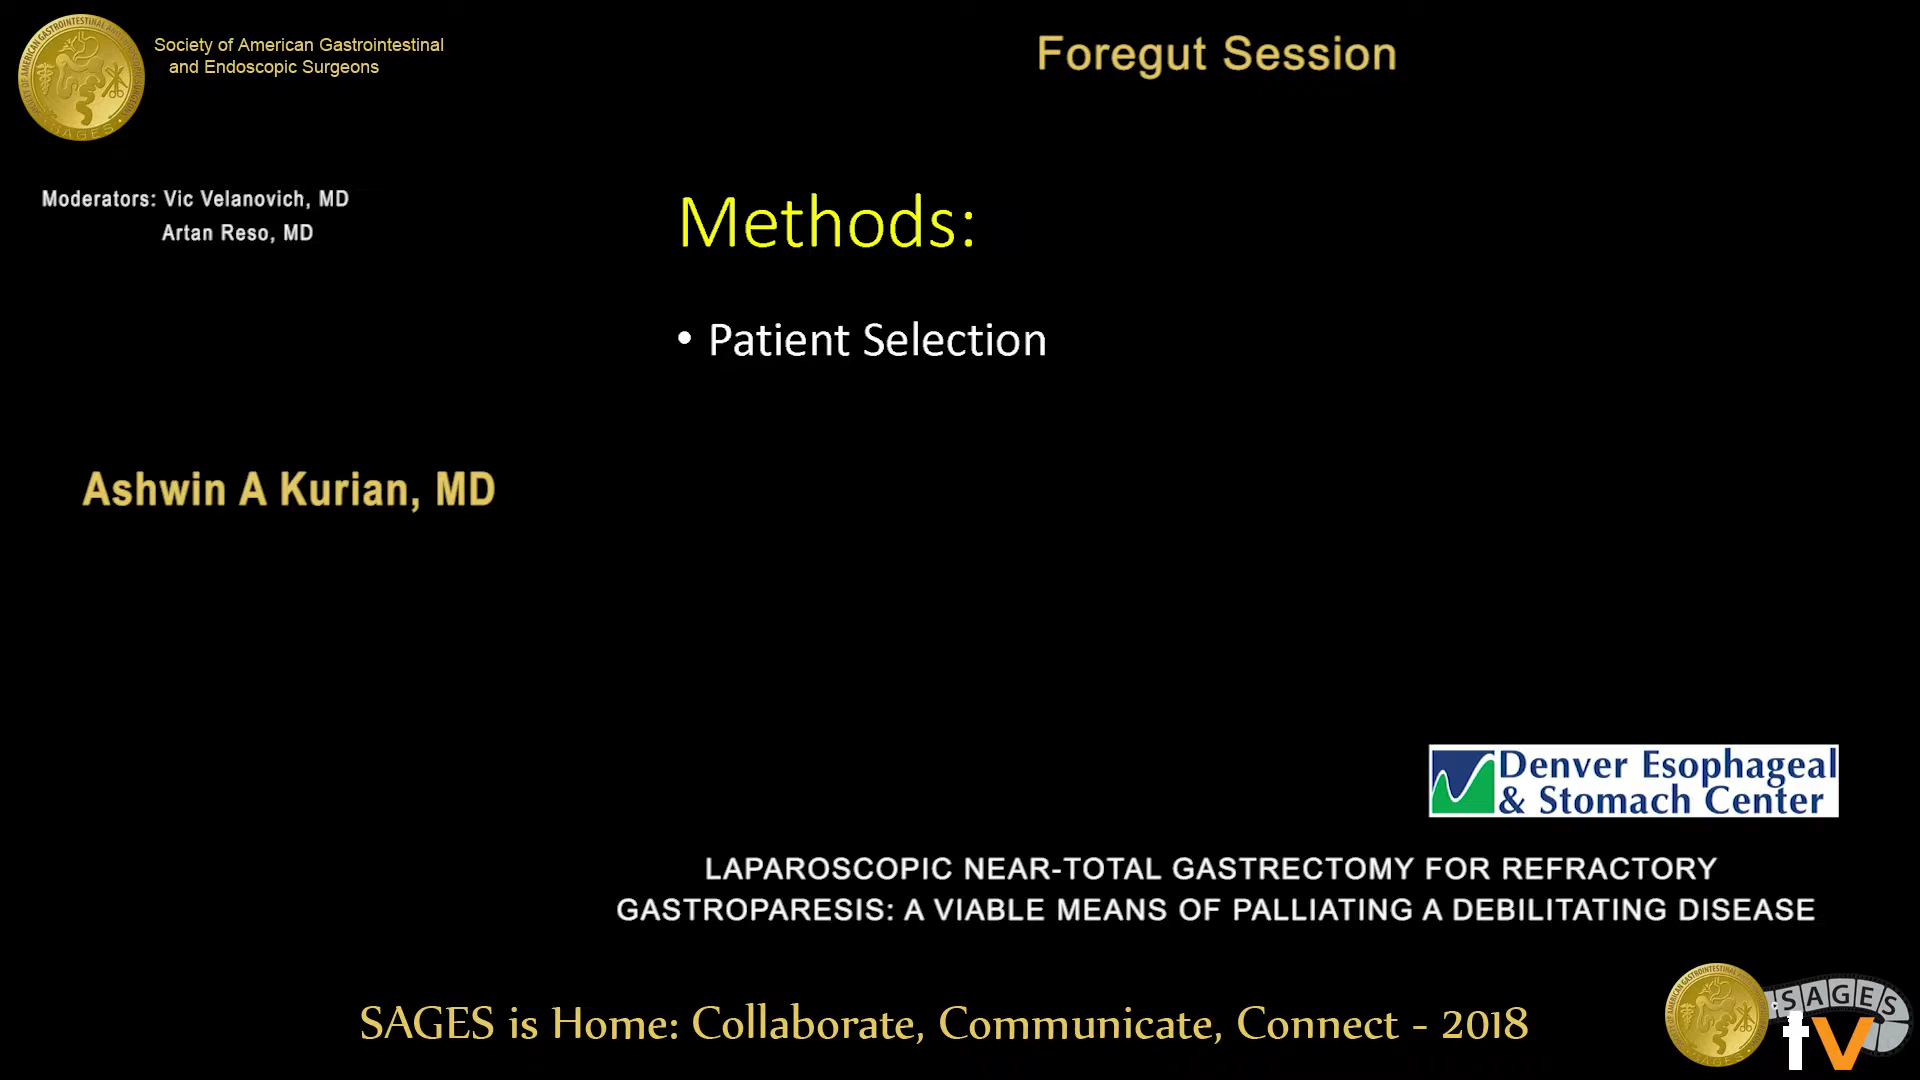 Society of American Gastrointestinal
and Endoscopic Surgeons
Foregut Session
Moderators: Vic Velanovich, MD
Artan Reso, MD
Methods:
• Patient Selection
Ashwin A Kurian, MD
Denver Esophageal
& Stomach Center
LAPAROSCOPIC NEAR-TOTAL GASTRECTOMY FOR REFRACTORY
GASTROPARESIS: A VIABLE MEANS OF PALLIATING A DEBILITATING DISEASE
SAGES is Home: Collaborate, Communicate, Connect - 2018
SAGES
tv